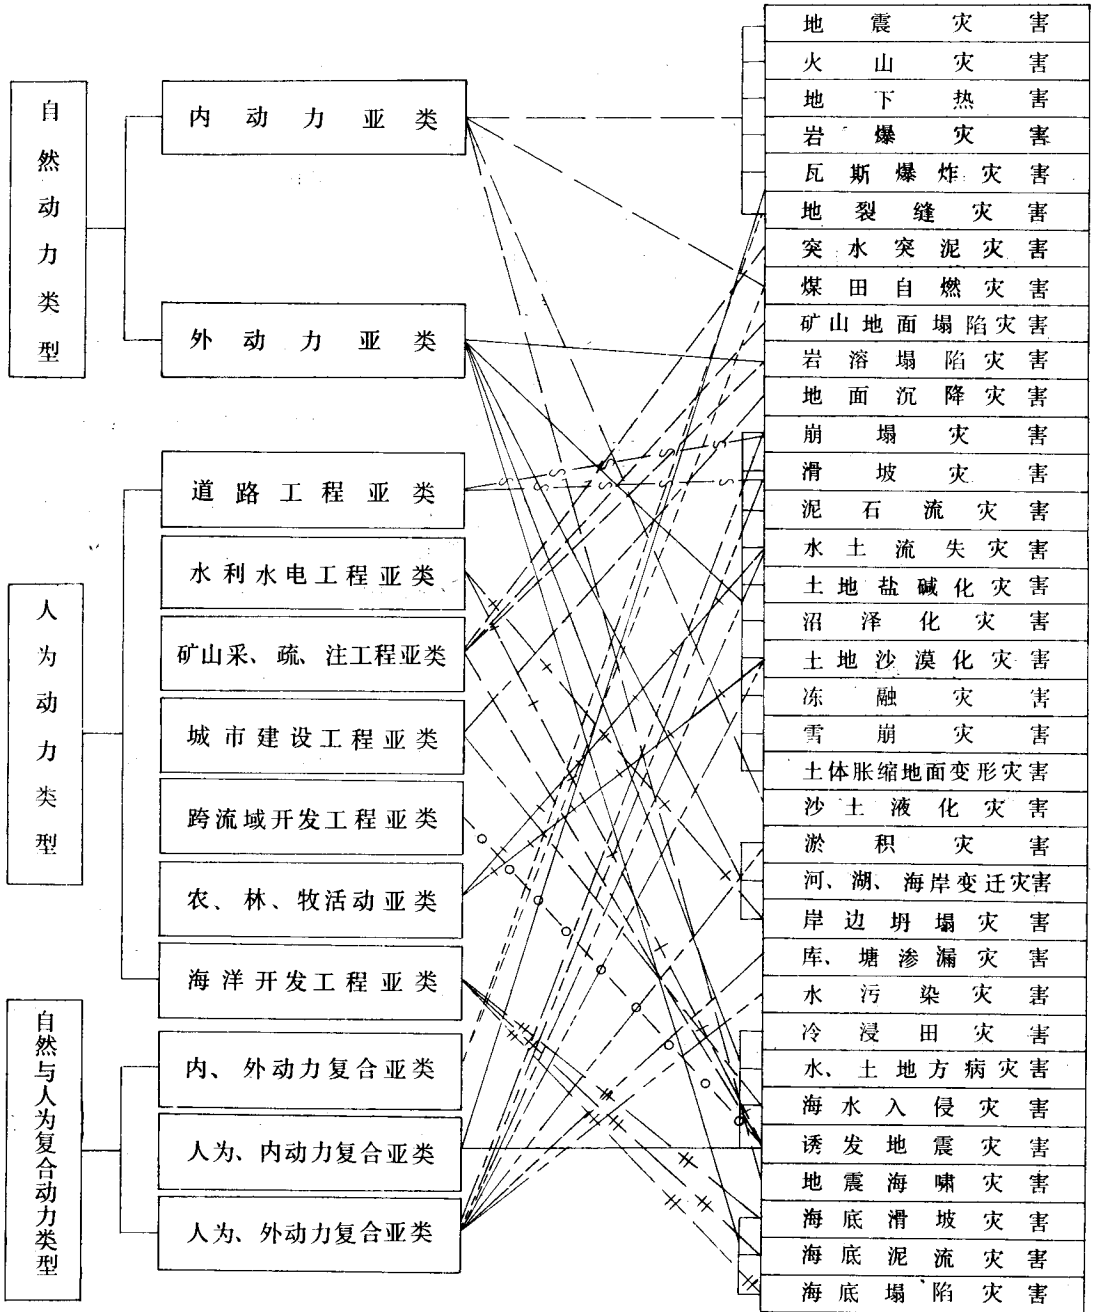 自然动力类型
内动力亚类
外动力亚类
人为动力类型
道路工程亚类
水利水电工程亚类
矿山采、疏、注工程亚类
城市建设工程亚类
跨流域开发工程亚类
农、林、牧活动亚类
海洋开发工程亚类
自然与人为复合动力类型
内、外动力复合亚类
人为、内动力复合亚类
人为、外动力复合亚类
地震灾害
火山灾害
地下热害
岩爆灾害
瓦斯爆炸灾害
地裂缝灾害
突水突泥灾害
煤田自燃灾害
矿山地面塌陷灾害
岩溶塌陷灾害
地面沉降灾害
崩塌灾害
滑坡灾害
泥石流灾害
水土流失灾害
土地盐碱化灾害
沼泽化灾害
土地沙漠化灾害
冻融灾害
雪崩灾害
土体胀缩地面变形灾害
沙土液化灾害
淤积灾害
河、湖、海岸变迁灾害
岸边坍塌灾害
库、塘渗漏灾害
水污染灾害
冷浸田灾害
水、土地方病灾害
海水入侵灾害
诱发地震灾害
地震海啸灾害
海底滑坡灾害
海底泥流灾害
海底塌陷灾害